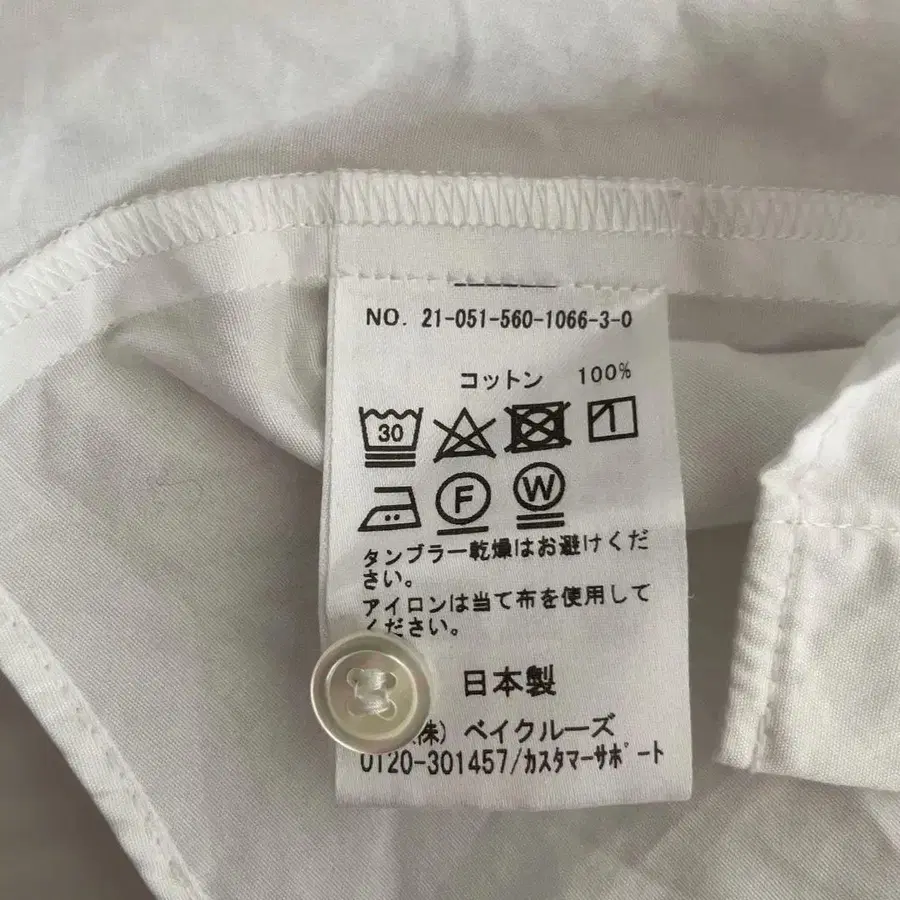 NO. 21-051-560-1066-3-0
コットン 100%
30
F W
タンブラー乾燥はお避けくだ
さい。
アイロンは当て布を使用して
ください。
日本製
(株) ベイクルーズ
0120-301457/カスタマーサポート